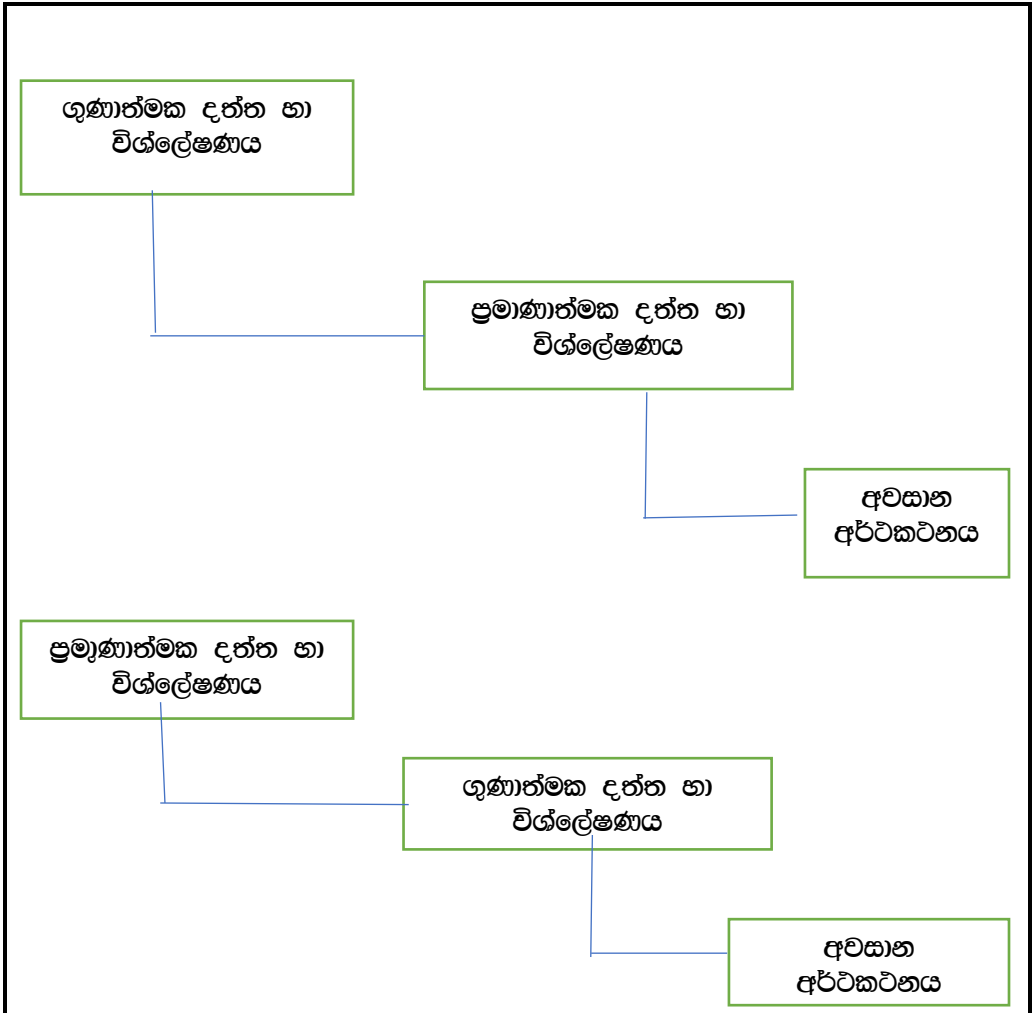 ගුණාත්මක දත්ත හා
විශ්ලේෂණය
ප්‍රමාණාත්මක දත්ත හා
විශ්ලේෂණය
අවසාන
අර්ථකථනය
ප්‍රමුාණාත්මක දත්ත හා
විශ්ලේෂණය
ගුණාත්මක දත්ත හා
විශ්ලේෂණය
අවසාන
අර්ථකථනය